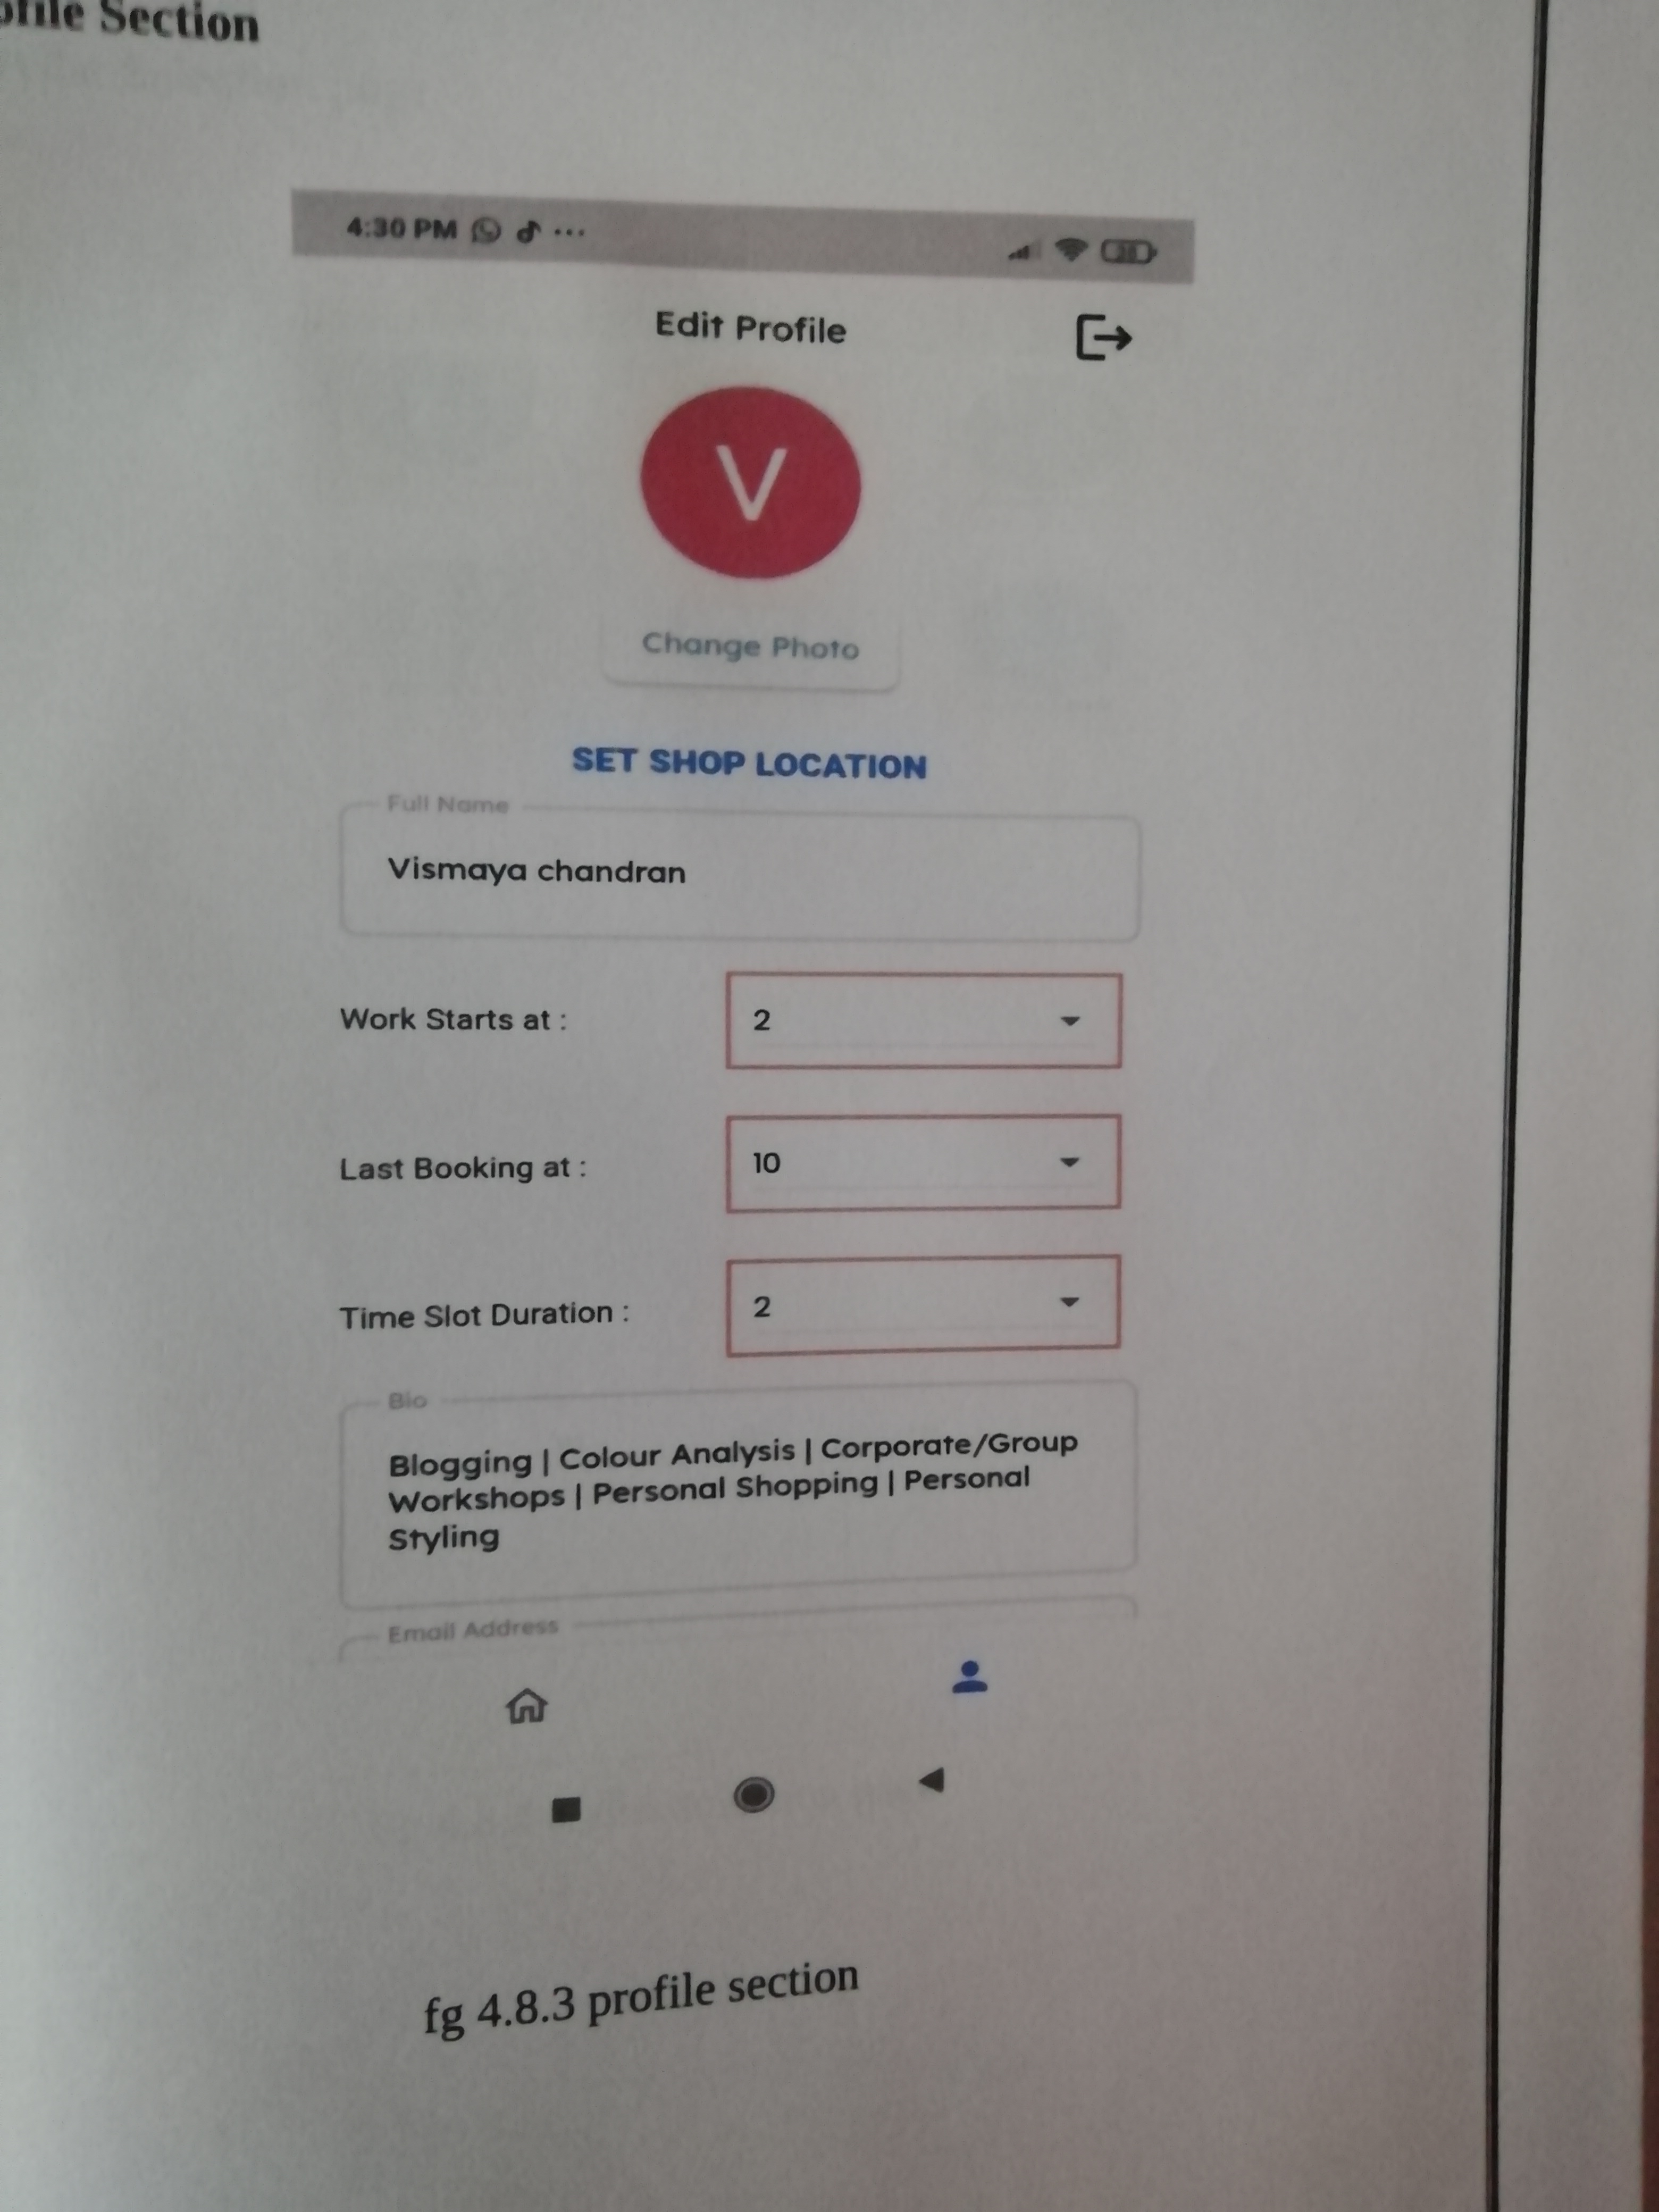 Section
4:30 PM
Edit Profile
V
Change Photo
SET SHOP LOCATION
Full Name
Vismaya chandran
Work Starts at :
2
Last Booking at :
10
Time Slot Duration :
2
Bio
Blogging | Colour Analysis | Corporate/Group
Workshops | Personal Shopping | Personal
Styling
Email Address
fg 4.8.3 profile section